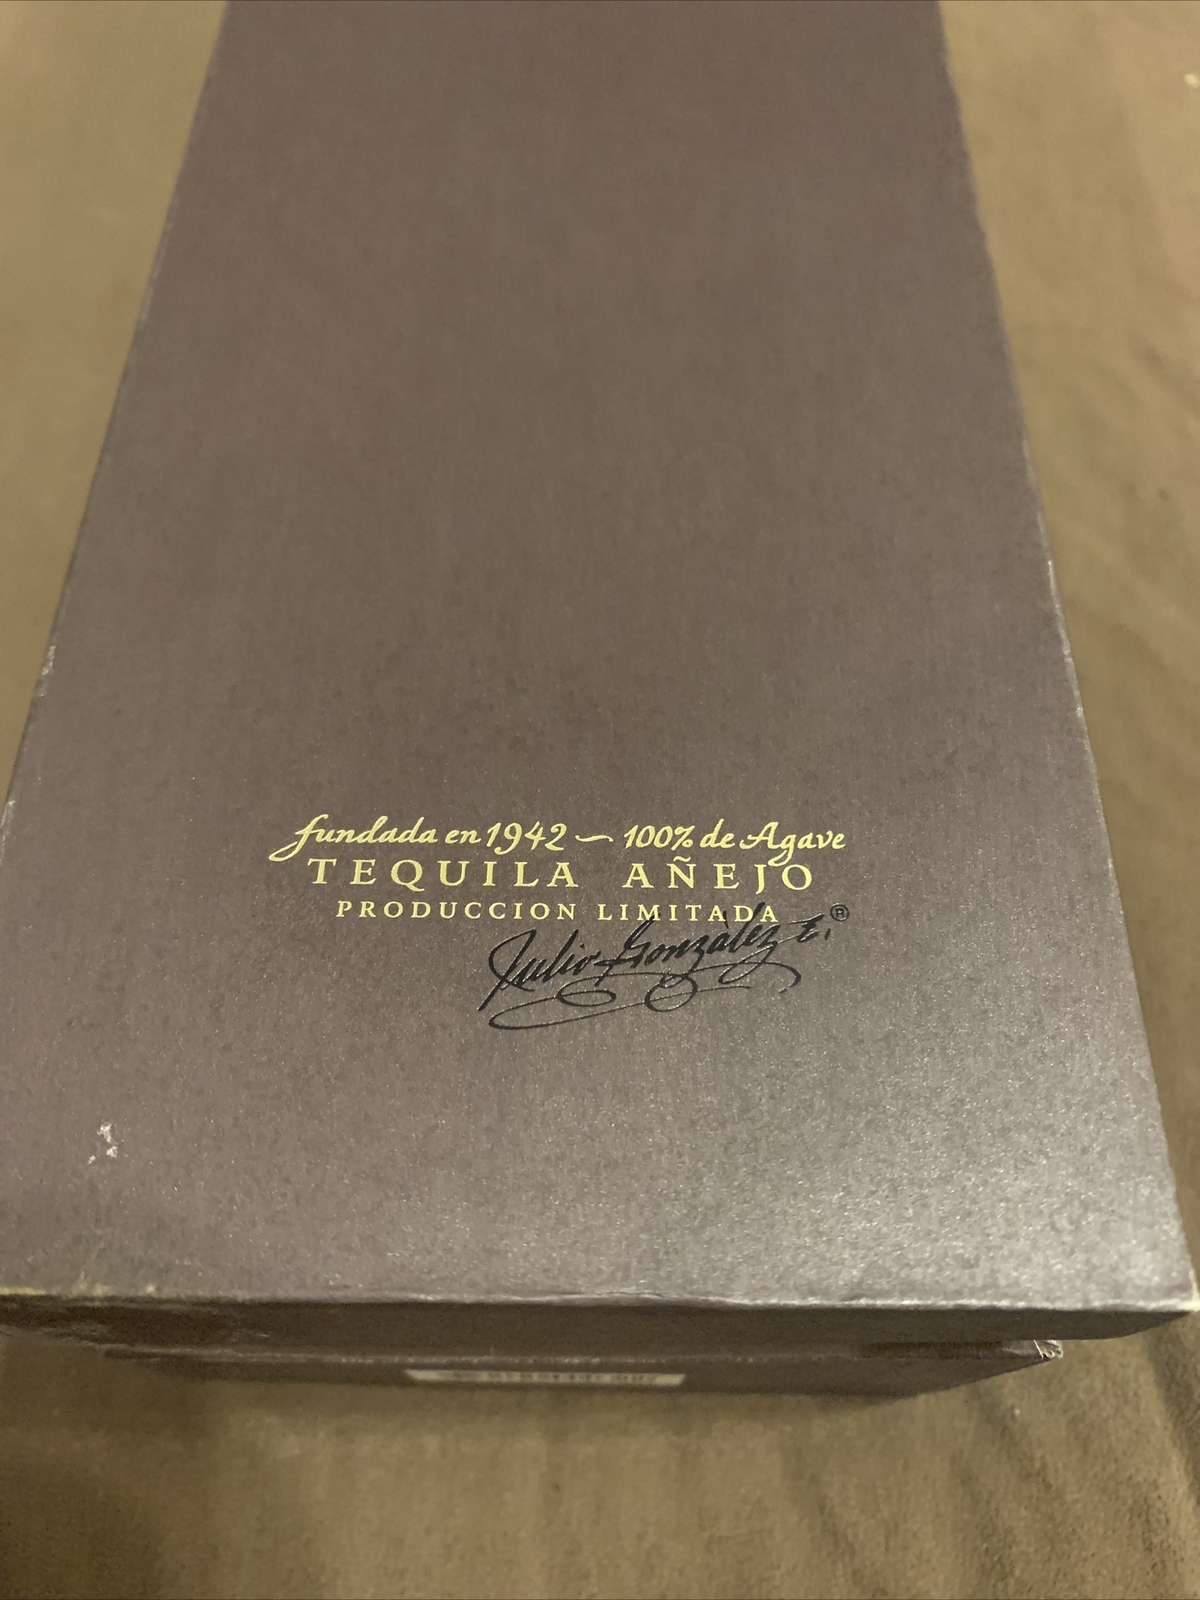 fundada en 1942 — 100% de Agave
TEQUILA AÑEJO
PRODUCCION LIMITADA
Julio González E.®